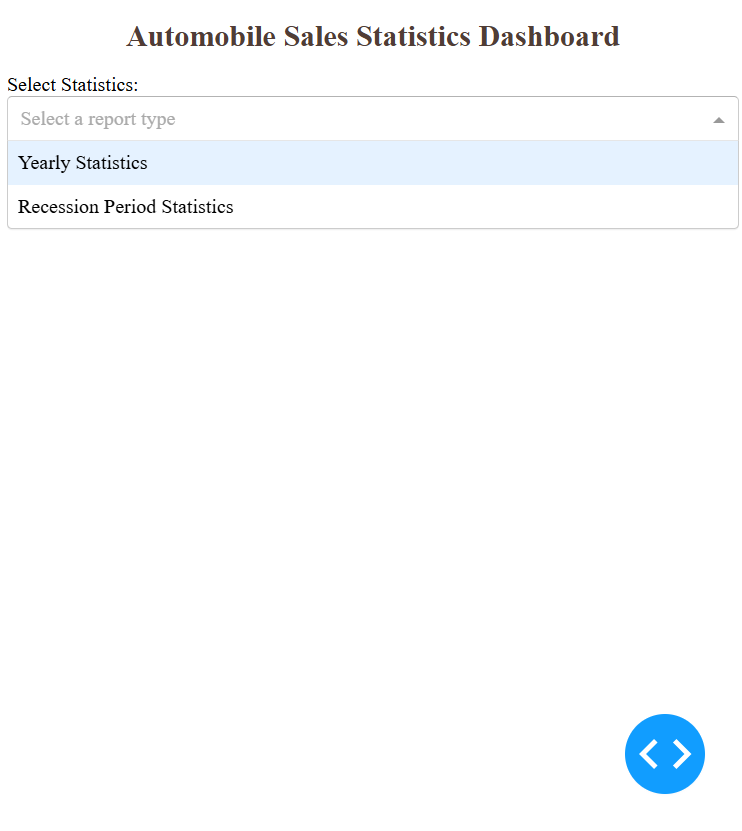 Automobile Sales Statistics Dashboard
Select Statistics:
Select a report type
Yearly Statistics
Recession Period Statistics